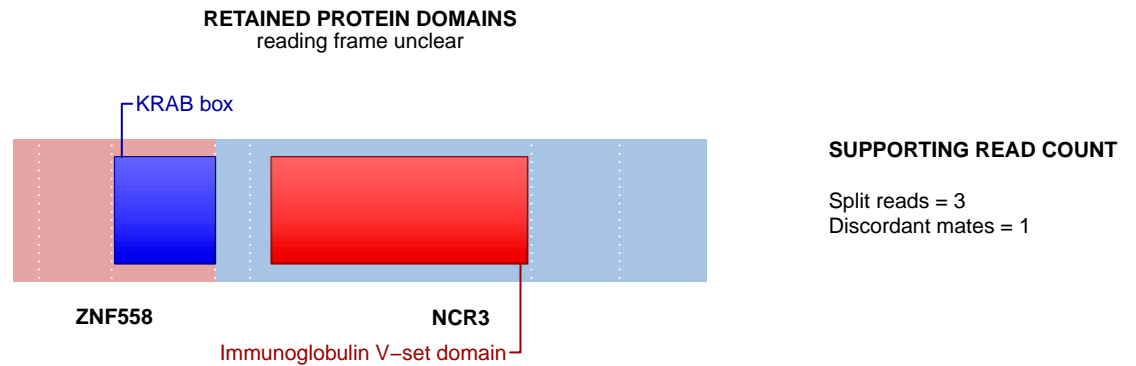 RETAINED PROTEIN DOMAINS
reading frame unclear
KRAB box
SUPPORTING READ COUNT
Split reads = 3
Discordant mates = 1
ZNF558
NCR3
Immunoglobulin V−set domain